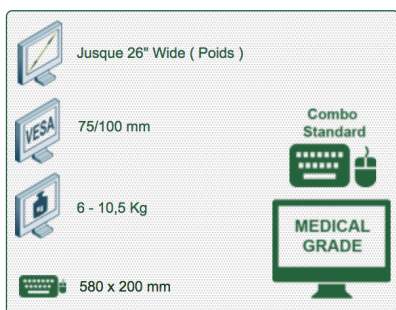 Jusque 26" Wide ( Poids )
VESA
75/100 mm
Combo
Standard
6 - 10,5 Kg
MEDICAL
GRADE
580 x 200 mm